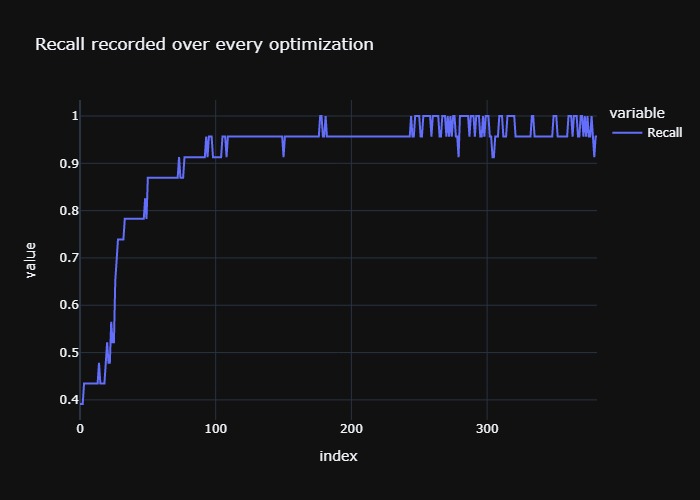 Recall recorded over every optimization
variable
Recall
1
0.9
0.8
0.7
0.6
0.5
0.4
value
0
100
200
300
index